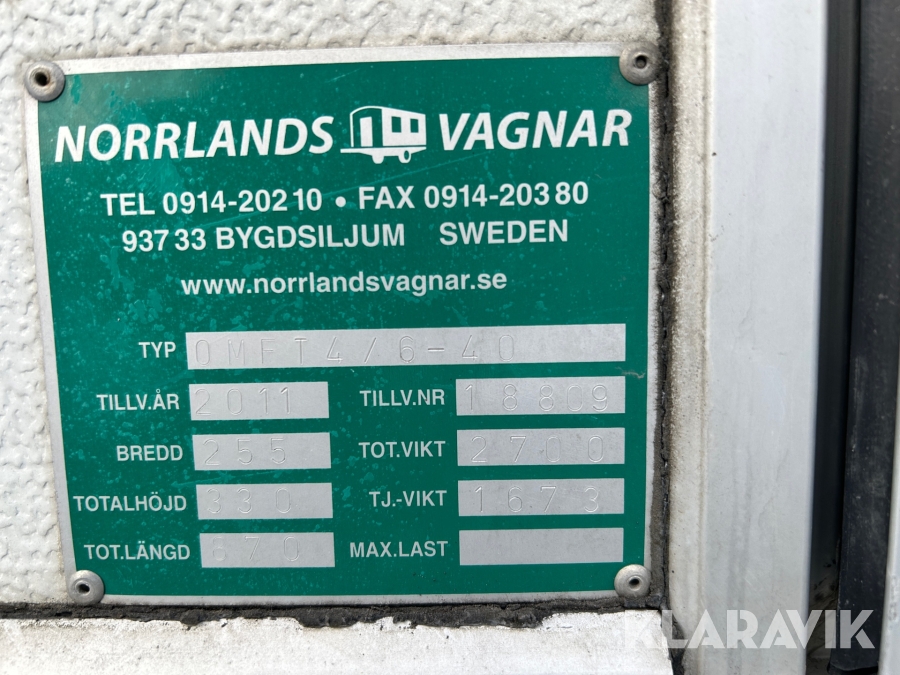 NORRLANDS VAGNAR
TEL 0914-202 10 • FAX 0914-203 80
937 33 BYGDSILJUM SWEDEN
www.norrlandsvagnar.se
TYP OMFT4/6-40
TILLV.ÅR 2011 TILLV.NR 18809
BREDD 255 TOT.VIKT 2700
TOTALHÖJD 330 TJ.-VIKT 1673
TOT.LÄNGD 670 MAX.LAST
KLARAVIK